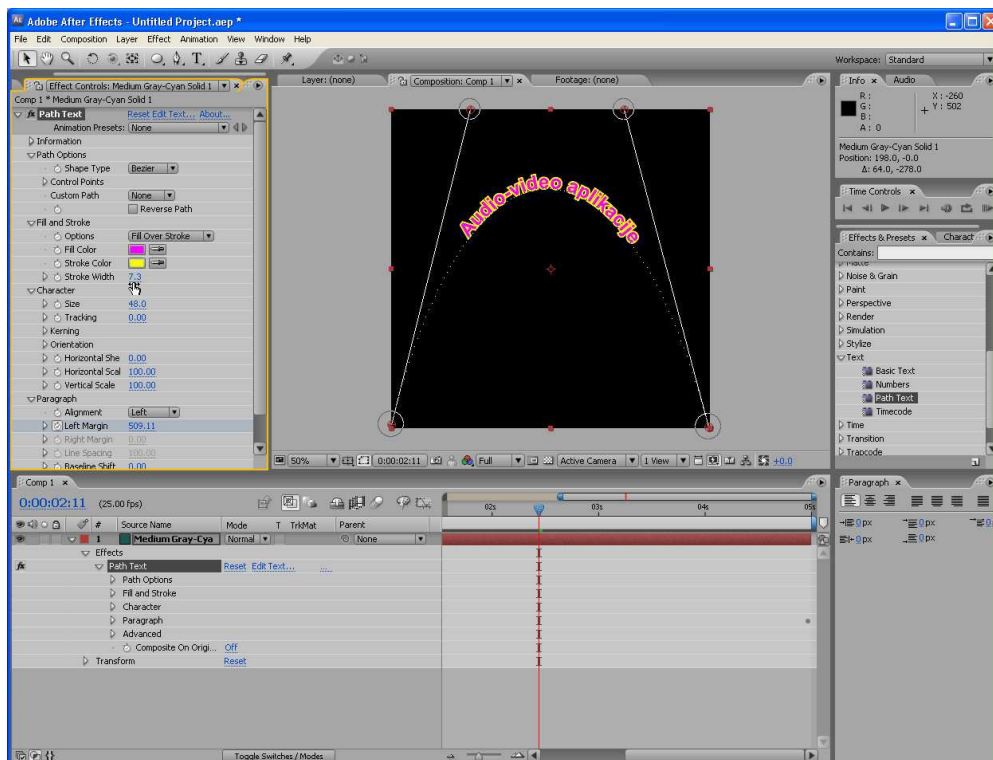 Adobe After Effects - Untitled Project.aep *
File Edit Composition Layer Effect Animation View Window Help
Workspace: Standard
Effect Controls: Medium Gray-Cyan Solid 1
Comp 1 * Medium Gray-Cyan Solid 1
Path Text Reset Edit Text... About...
Animation Presets: None
Information
Path Options
Shape Type Bezier
Control Points
Custom Path None
Reverse Path
Fill and Stroke
Options Fill Over Stroke
Fill Color
Stroke Color
Stroke Width 7.3
Character
Size 48.0
Tracking 0.00
Kerning
Orientation
Horizontal She 0.00
Horizontal Scal 100.00
Vertical Scale 100.00
Paragraph
Alignment Left
Left Margin 509.11
Right Margin 0.00
Line Spacing 100.00
Baseline Shift 0.00
Layer: (none) Composition: Comp 1 Footage: (none)
Audio-video aplikacije
50% 0:00:02:11 Full Active Camera 1 View +0.0
Info Audio
R: X: -260
G: Y: 502
B:
A: 0
Medium Gray-Cyan Solid 1
Position: 198.0, -0.0
Δ: 64.0, -278.0
Time Controls
Effects & Presets Charact
Contains:
Matte
Noise & Grain
Paint
Perspective
Render
Simulation
Stylize
Text
Basic Text
Numbers
Path Text
Timecode
Time
Transition
Trapcode
Comp 1
0:00:02:11 (25.00 fps)
02s 03s 04s 05s
# Source Name Mode T TrkMat Parent
1 Medium Gray-Cya Normal None
Effects
Path Text Reset Edit Text... ...
Path Options
Fill and Stroke
Character
Paragraph
Advanced
Composite On Origi... Off
Transform Reset
Toggle Switches / Modes
Paragraph
0 px 0 px 0
0 px 0 px